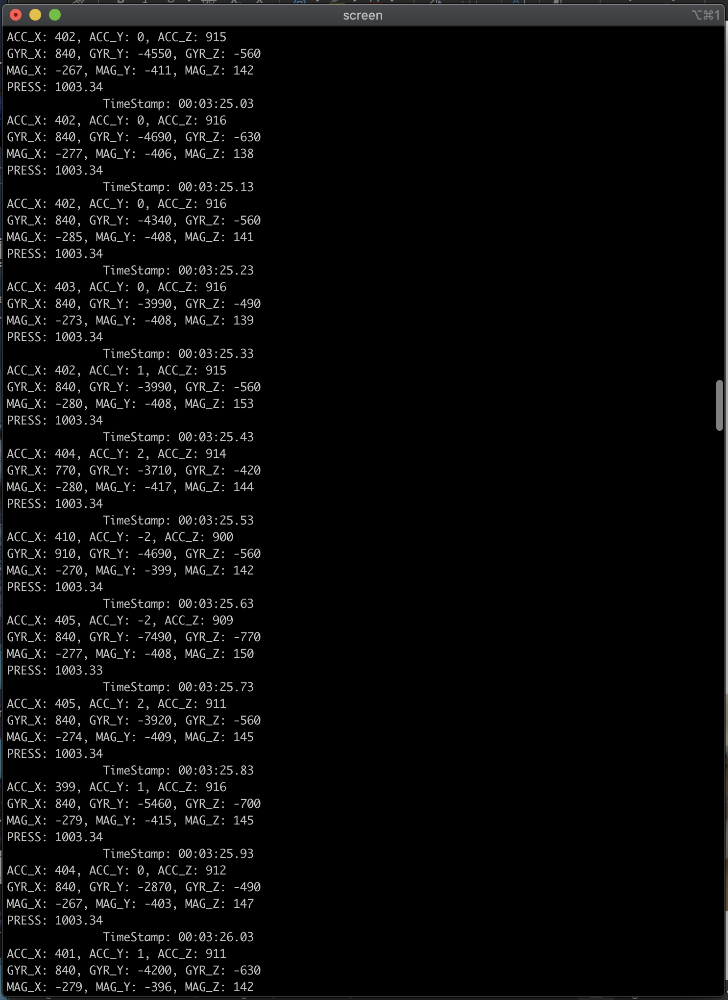 screen
⌥⌘1
ACC_X: 402, ACC_Y: 0, ACC_Z: 915
GYR_X: 840, GYR_Y: -4550, GYR_Z: -560
MAG_X: -267, MAG_Y: -411, MAG_Z: 142
PRESS: 1003.34
TimeStamp: 00:03:25.03
ACC_X: 402, ACC_Y: 0, ACC_Z: 916
GYR_X: 840, GYR_Y: -4690, GYR_Z: -630
MAG_X: -277, MAG_Y: -406, MAG_Z: 138
PRESS: 1003.34
TimeStamp: 00:03:25.13
ACC_X: 402, ACC_Y: 0, ACC_Z: 916
GYR_X: 840, GYR_Y: -4340, GYR_Z: -560
MAG_X: -285, MAG_Y: -408, MAG_Z: 141
PRESS: 1003.34
TimeStamp: 00:03:25.23
ACC_X: 403, ACC_Y: 0, ACC_Z: 916
GYR_X: 840, GYR_Y: -3990, GYR_Z: -490
MAG_X: -273, MAG_Y: -408, MAG_Z: 139
PRESS: 1003.34
TimeStamp: 00:03:25.33
ACC_X: 402, ACC_Y: 1, ACC_Z: 915
GYR_X: 840, GYR_Y: -3990, GYR_Z: -560
MAG_X: -280, MAG_Y: -408, MAG_Z: 153
PRESS: 1003.34
TimeStamp: 00:03:25.43
ACC_X: 404, ACC_Y: 2, ACC_Z: 914
GYR_X: 770, GYR_Y: -3710, GYR_Z: -420
MAG_X: -280, MAG_Y: -417, MAG_Z: 144
PRESS: 1003.34
TimeStamp: 00:03:25.53
ACC_X: 410, ACC_Y: -2, ACC_Z: 900
GYR_X: 910, GYR_Y: -4690, GYR_Z: -560
MAG_X: -270, MAG_Y: -399, MAG_Z: 142
PRESS: 1003.34
TimeStamp: 00:03:25.63
ACC_X: 405, ACC_Y: -2, ACC_Z: 909
GYR_X: 840, GYR_Y: -7490, GYR_Z: -770
MAG_X: -277, MAG_Y: -408, MAG_Z: 150
PRESS: 1003.33
TimeStamp: 00:03:25.73
ACC_X: 405, ACC_Y: 2, ACC_Z: 911
GYR_X: 840, GYR_Y: -3920, GYR_Z: -560
MAG_X: -274, MAG_Y: -409, MAG_Z: 145
PRESS: 1003.34
TimeStamp: 00:03:25.83
ACC_X: 399, ACC_Y: 1, ACC_Z: 916
GYR_X: 840, GYR_Y: -5460, GYR_Z: -700
MAG_X: -279, MAG_Y: -415, MAG_Z: 145
PRESS: 1003.34
TimeStamp: 00:03:25.93
ACC_X: 404, ACC_Y: 0, ACC_Z: 912
GYR_X: 840, GYR_Y: -2870, GYR_Z: -490
MAG_X: -267, MAG_Y: -403, MAG_Z: 147
PRESS: 1003.34
TimeStamp: 00:03:26.03
ACC_X: 401, ACC_Y: 1, ACC_Z: 911
GYR_X: 840, GYR_Y: -4200, GYR_Z: -630
MAG_X: -279, MAG_Y: -396, MAG_Z: 142